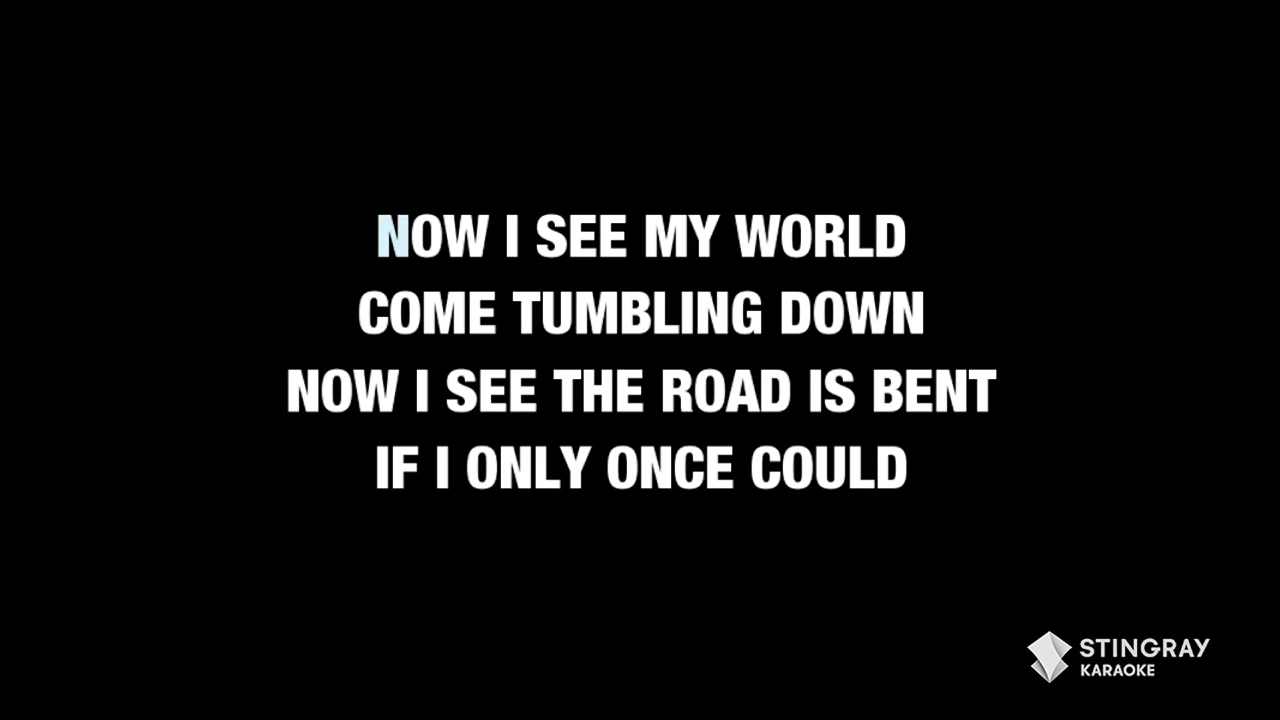 NOW I SEE MY WORLD
COME TUMBLING DOWN
NOW I SEE THE ROAD IS BENT
IF I ONLY ONCE COULD
STINGRAY
KARAOKE